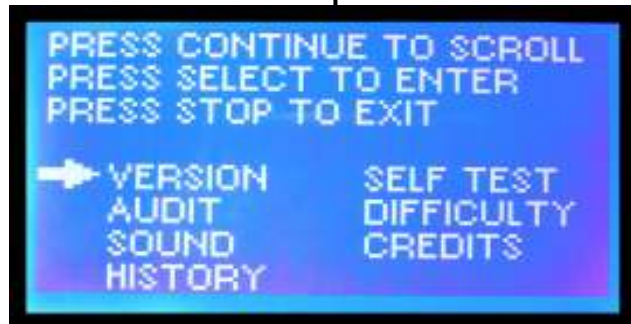 PRESS CONTINUE TO SCROLL
PRESS SELECT TO ENTER
PRESS STOP TO EXIT
VERSION SELF TEST
AUDIT DIFFICULTY
SOUND CREDITS
HISTORY